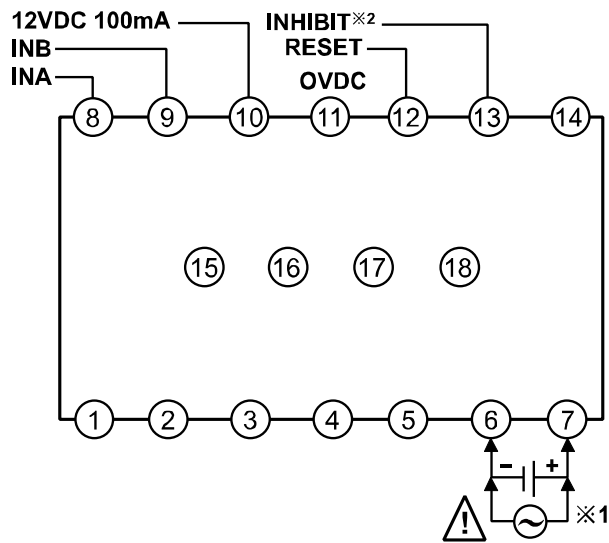 12VDC 100mA
INB
INA
INHIBIT※2
RESET
OVDC
8 9 10 11 12 13 14
15 16 17 18
1 2 3 4 5 6 7
- +
! ~ ※1